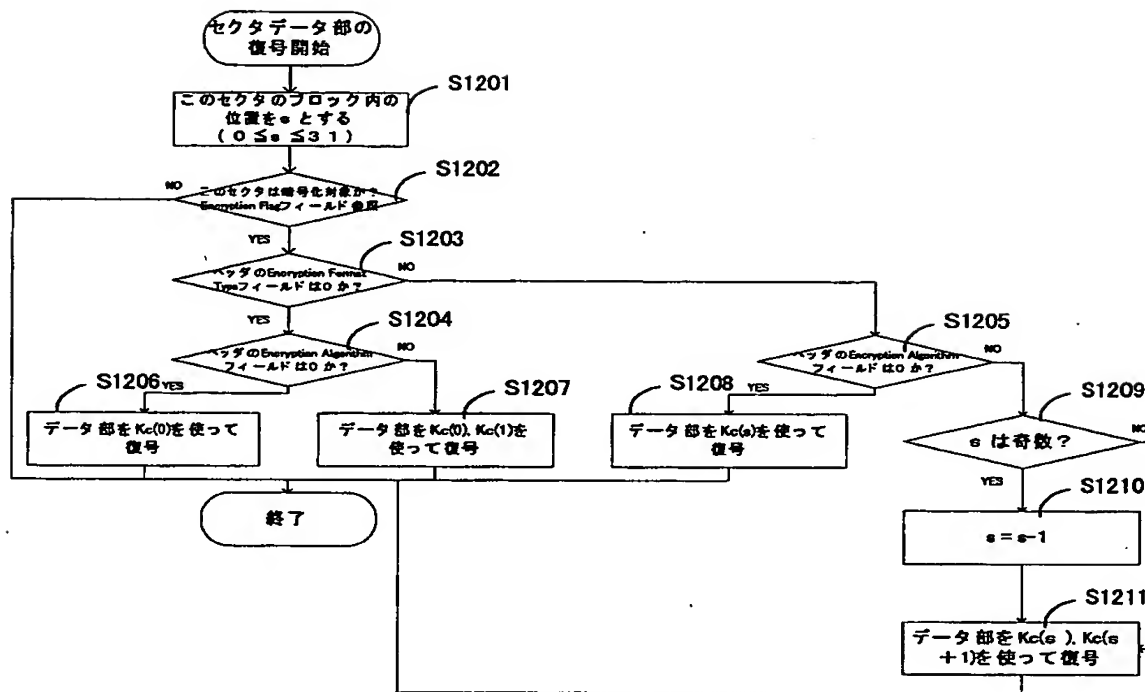 セクタデータ部の
復号開始
S1201
このセクタのブロック内の
位置をsとする
(0≦s≦31)
S1202
NO
このセクタは暗号化対象か?
Encryption Flagフィールド参照
YES
S1203
ヘッダのEncryption Format
Typeフィールドは0か?
NO
YES
S1204
ヘッダのEncryption Algorithm
フィールドは0か?
NO
S1205
ヘッダのEncryption Algorithm
フィールドは0か?
NO
S1206
YES
データ部をKc(0)を使って
復号
S1207
データ部をKc(0), Kc(1)を
使って復号
S1208
YES
データ部をKc(s)を使って
復号
S1209
sは奇数?
NO
YES
終了
S1210
s=s-1
S1211
データ部をKc(s), Kc(s
+1)を使って復号